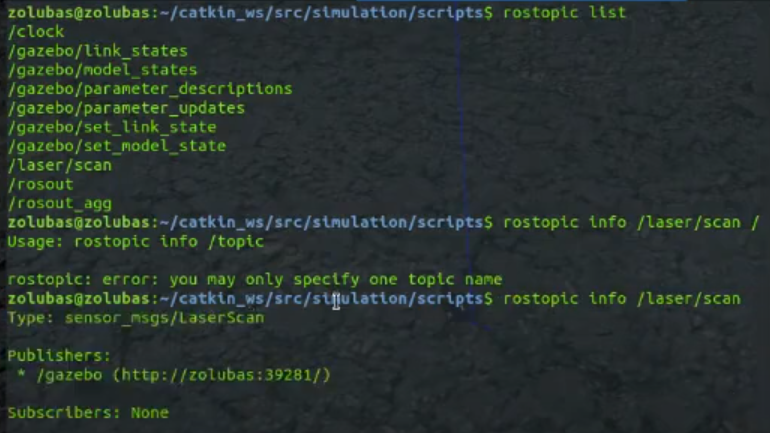 zolubas@zolubas:~/catkin_ws/src/simulation/scripts$ rostopic list
/clock
/gazebo/link_states
/gazebo/model_states
/gazebo/parameter_descriptions
/gazebo/parameter_updates
/gazebo/set_link_state
/gazebo/set_model_state
/laser/scan
/rosout
/rosout_agg
zolubas@zolubas:~/catkin_ws/src/simulation/scripts$ rostopic info /laser/scan /
Usage: rostopic info /topic
rostopic: error: you may only specify one topic name
zolubas@zolubas:~/catkin_ws/src/simulation/scripts$ rostopic info /laser/scan
Type: sensor_msgs/LaserScan
Publishers:
* /gazebo (http://zolubas:39281/)
Subscribers: None